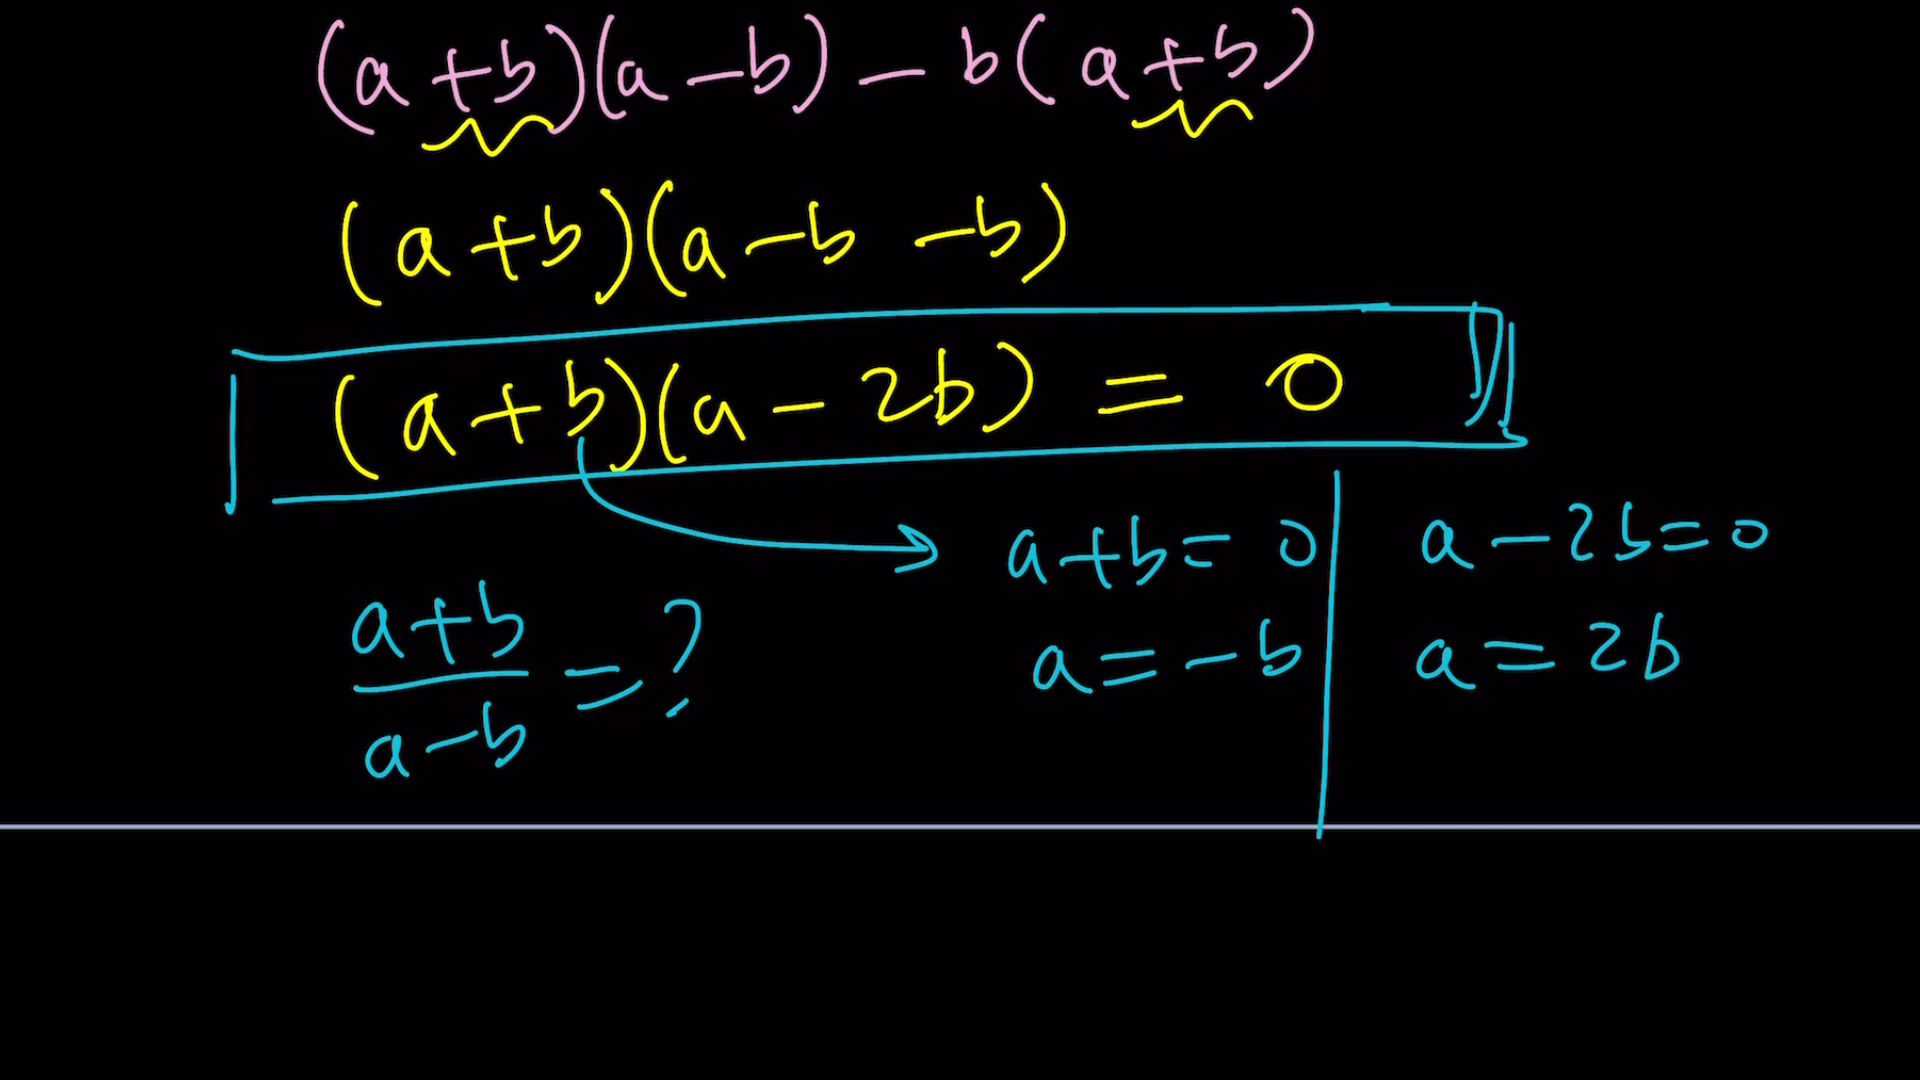 (a+b)(a-b) - b(a+b)
(a+b)(a-b-b)
(a+b)(a-2b) = 0
a+b=0
a-2b=0
a+b
—— = ?
a-b
a=-b
a=2b